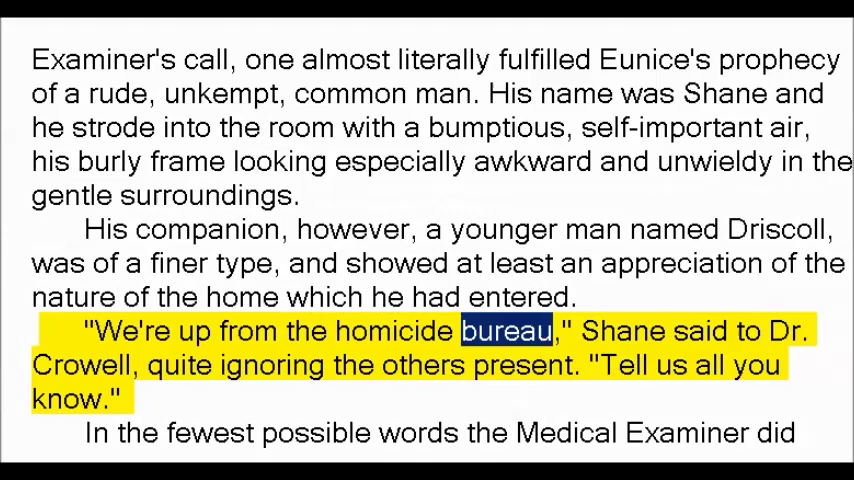 Examiner's call, one almost literally fulfilled Eunice's prophecy
of a rude, unkempt, common man. His name was Shane and
he strode into the room with a bumptious, self-important air,
his burly frame looking especially awkward and unwieldy in the
gentle surroundings.
His companion, however, a younger man named Driscoll,
was of a finer type, and showed at least an appreciation of the
nature of the home which he had entered.
"We're up from the homicide bureau," Shane said to Dr.
Crowell, quite ignoring the others present. "Tell us all you
know."
In the fewest possible words the Medical Examiner did